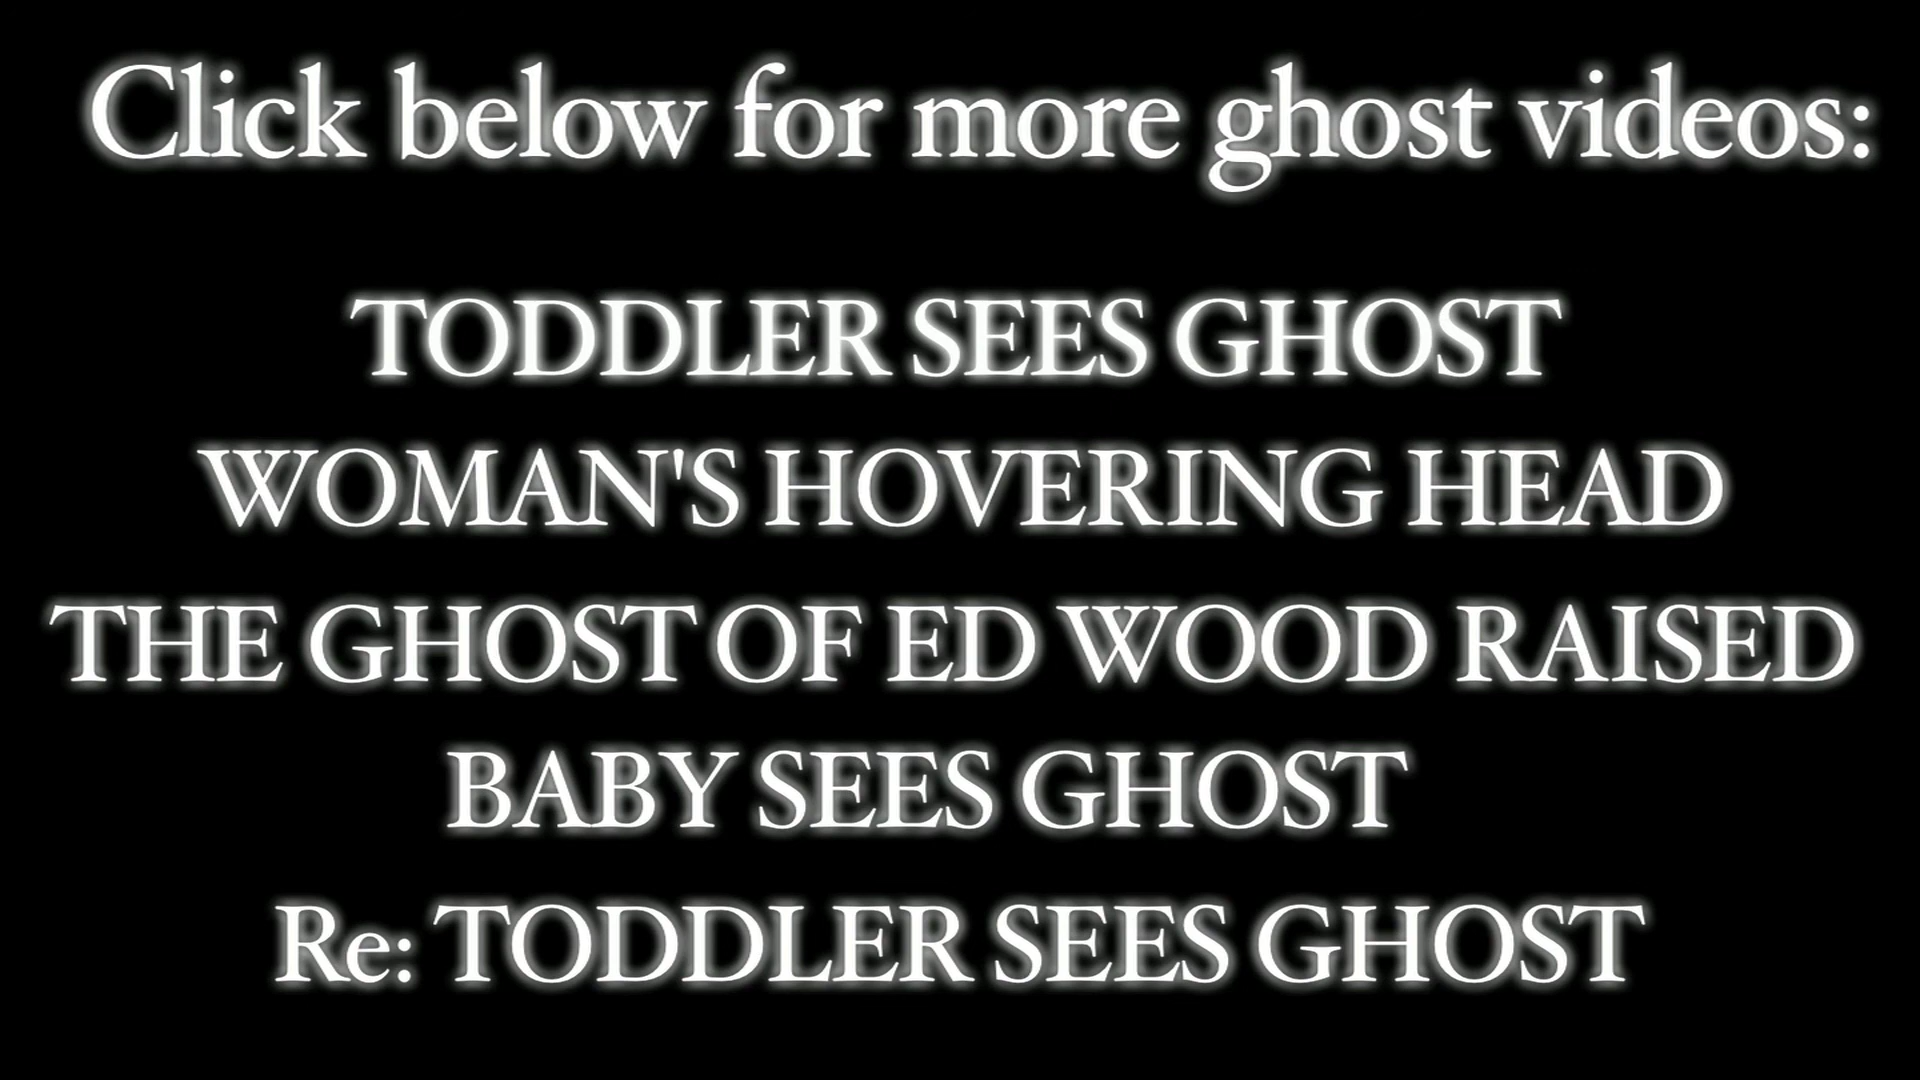 Click below for more ghost videos:
TODDLER SEES GHOST
WOMAN'S HOVERING HEAD
THE GHOST OF ED WOOD RAISED
BABY SEES GHOST
Re: TODDLER SEES GHOST